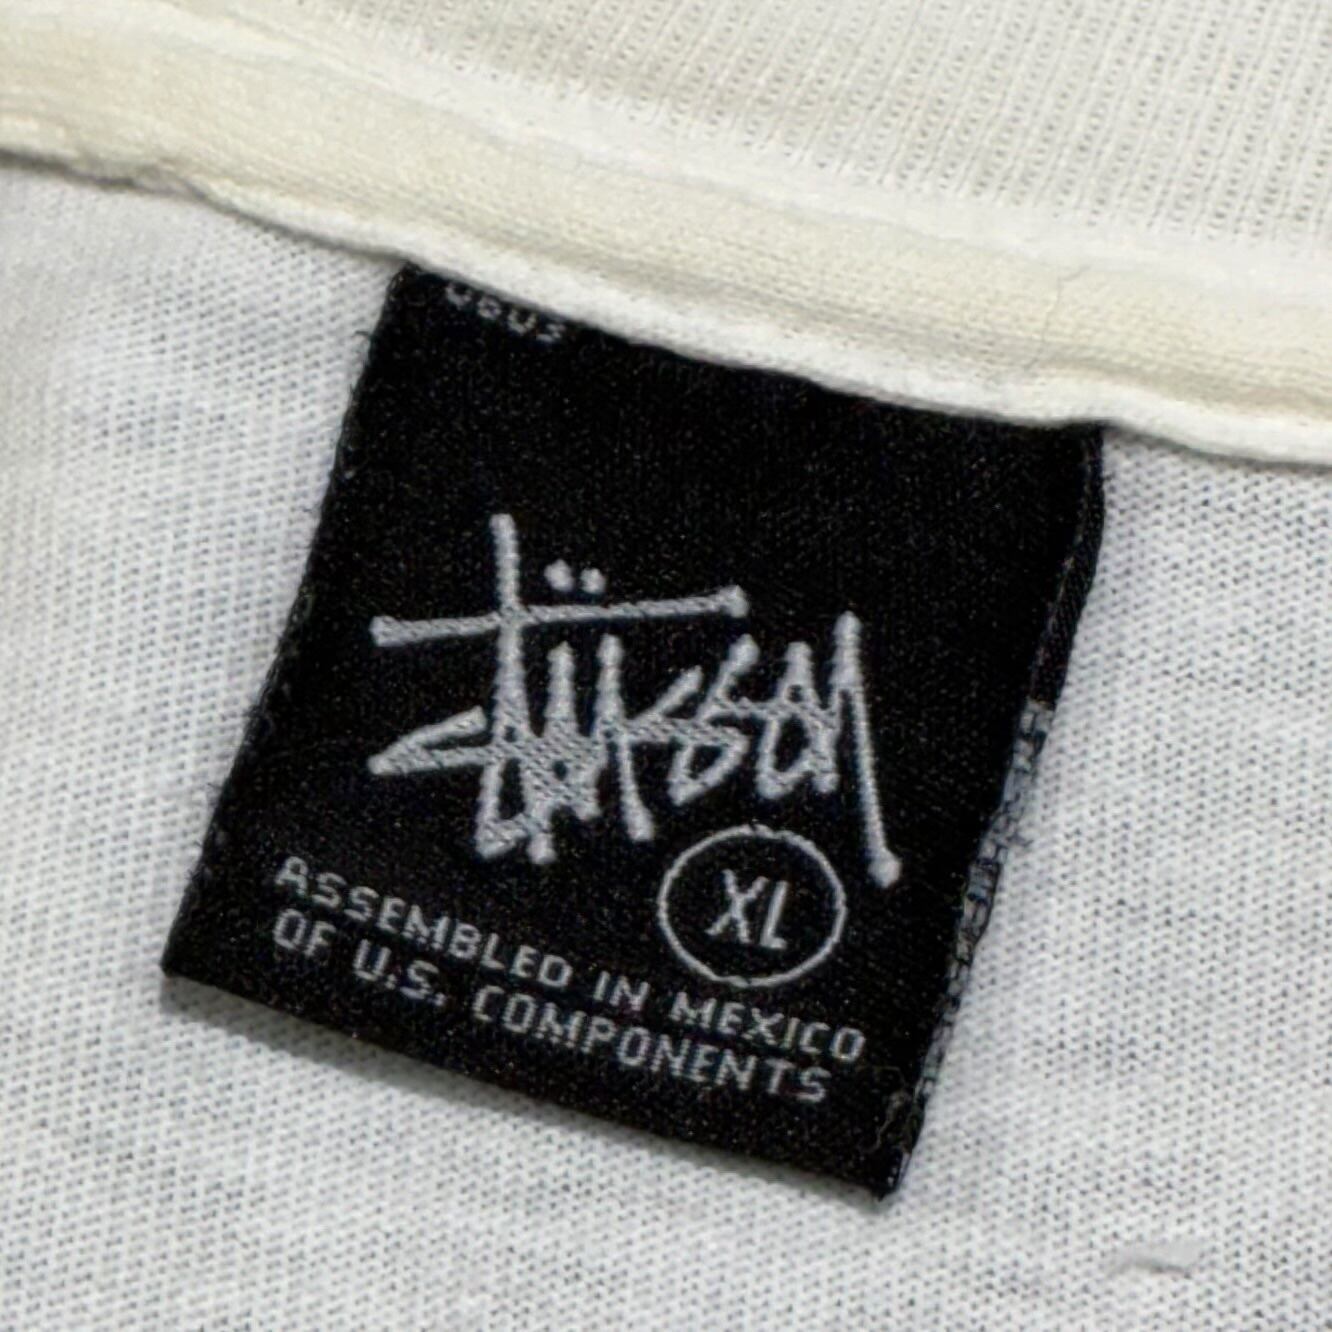 Stüssy
XL
ASSEMBLED IN MEXICO
OF U.S. COMPONENTS